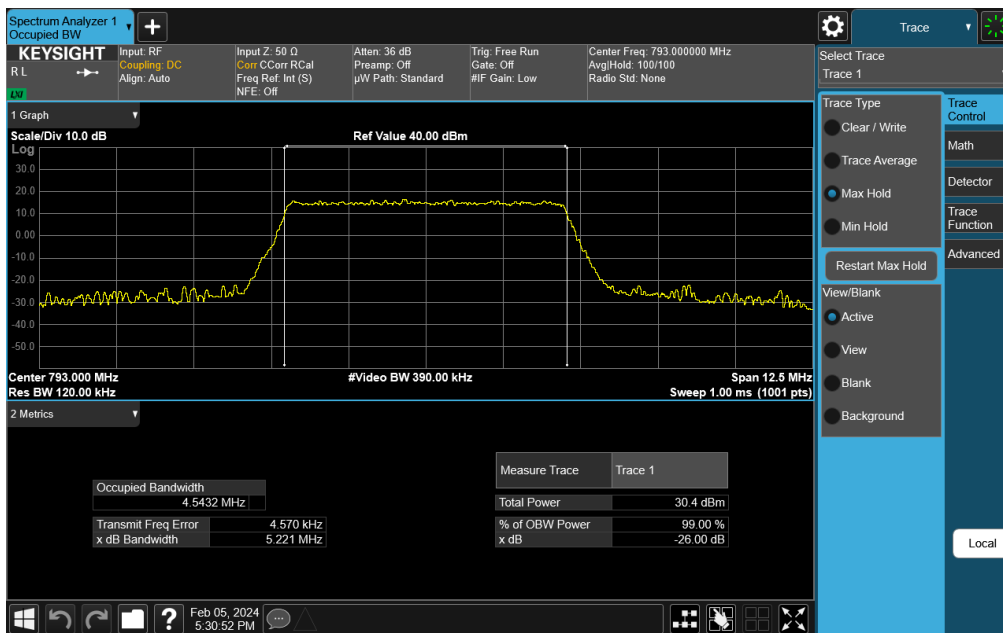 Spectrum Analyzer 1
Occupied BW
Trace
KEYSIGHT
R L
LXI
Input: RF
Coupling: DC
Align: Auto
Input Z: 50 Ω
Corr CCorr RCal
Freq Ref: Int (S)
NFE: Off
Atten: 36 dB
Preamp: Off
µW Path: Standard
Trig: Free Run
Gate: Off
#IF Gain: Low
Center Freq: 793.000000 MHz
Avg|Hold: 100/100
Radio Std: None
Select Trace
Trace 1
1 Graph
Scale/Div 10.0 dB
Ref Value 40.00 dBm
Log
30.0
20.0
10.0
0.00
-10.0
-20.0
-30.0
-40.0
-50.0
Center 793.000 MHz
#Video BW 390.00 kHz
Span 12.5 MHz
Res BW 120.00 kHz
Sweep 1.00 ms (1001 pts)
Trace Type
Clear / Write
Trace Average
Max Hold
Min Hold
Restart Max Hold
View/Blank
Active
View
Blank
Background
Trace
Control
Math
Detector
Trace
Function
Advanced
Local
2 Metrics
Measure Trace
Trace 1
Occupied Bandwidth
4.5432 MHz
Total Power
30.4 dBm
Transmit Freq Error
4.570 kHz
% of OBW Power
99.00 %
x dB Bandwidth
5.221 MHz
x dB
-26.00 dB
?
Feb 05, 2024
5:30:52 PM